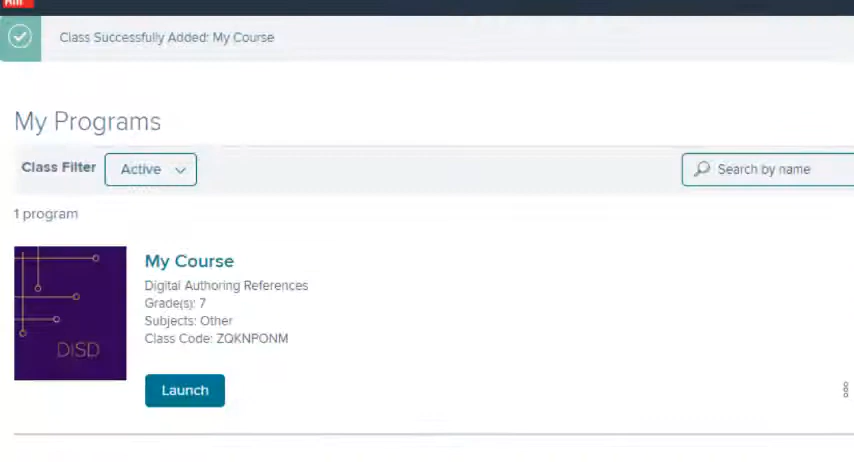 Hill
Class Successfully Added: My Course
My Programs
Class Filter
Active
Search by name
1 program
My Course
Digital Authoring References
Grade(s): 7
Subjects: Other
Class Code: ZQKNPONM
DISD
Launch